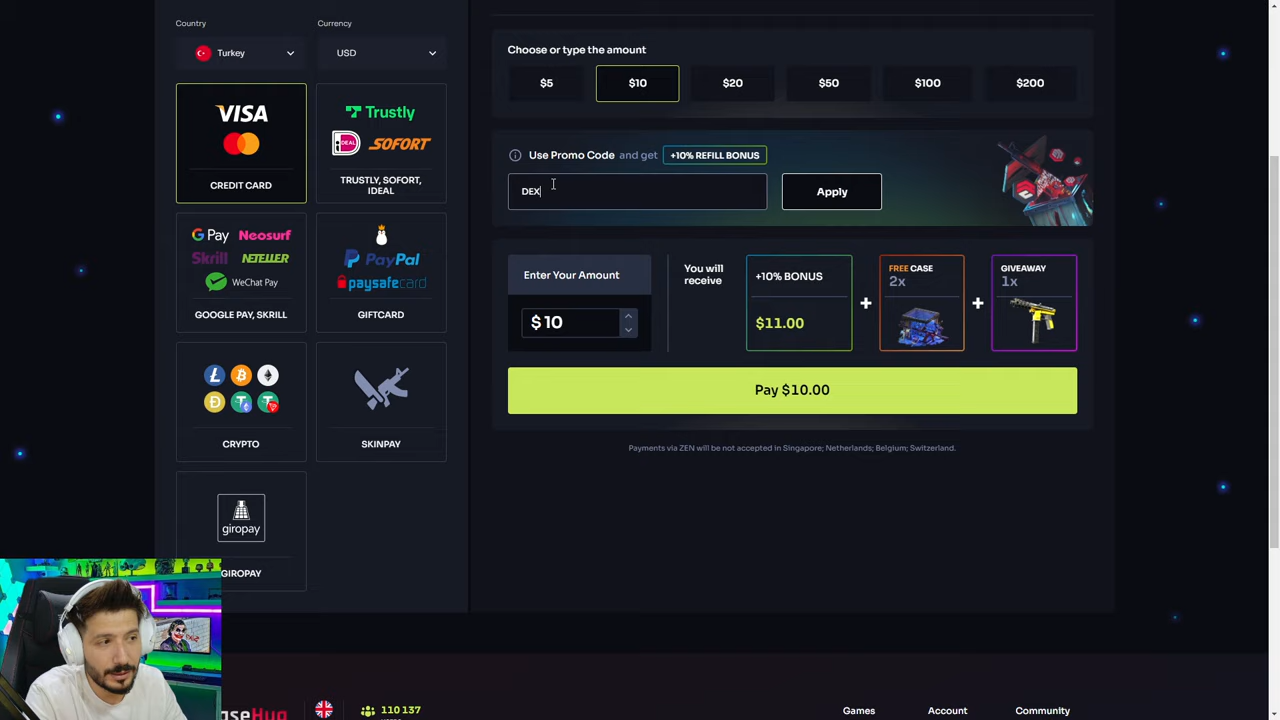 Country
Currency
Turkey
USD
VISA
CREDIT CARD
Trustly
iDEAL
SOFORT
TRUSTLY, SOFORT,
IDEAL
G Pay
Neosurf
Skrill
NETELLER
WeChat Pay
GOOGLE PAY, SKRILL
PayPal
paysafecard
GIFTCARD
CRYPTO
SKINPAY
giropay
GIROPAY
Choose or type the amount
$5
$10
$20
$50
$100
$200
Use Promo Code and get
+10% REFILL BONUS
DEX
Apply
Enter Your Amount
$ 10
You will
receive
+10% BONUS
$11.00
+
FREE CASE
2x
+
GIVEAWAY
1x
Pay $10.00
Payments via ZEN will be not accepted in Singapore; Netherlands; Belgium; Switzerland.
aseHug
110 137
Games
Account
Community